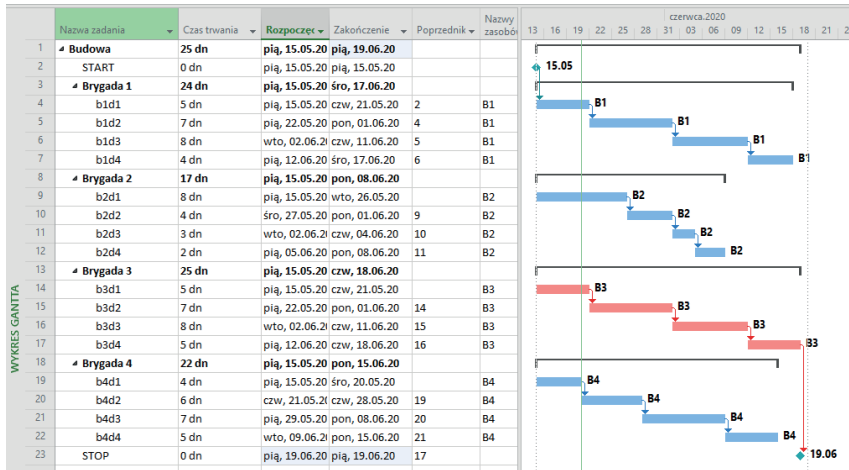 czerwca.2020
Nazwa zadania Czas trwania Rozpoczęc Zakończenie Poprzednik Nazwy zasobó 13 16 19 22 25 28 31 03 06 09 12 15 18 21 2
1 Budowa 25 dn pią, 15.05.20 pią, 19.06.20
2 START 0 dn pią, 15.05.20 pią, 15.05.20 15.05
3 Brygada 1 24 dn pią, 15.05.20 śro, 17.06.20
4 b1d1 5 dn pią, 15.05.20 czw, 21.05.20 2 B1 B1
5 b1d2 7 dn pią, 22.05.20 pon, 01.06.20 4 B1 B1
6 b1d3 8 dn wto, 02.06.20 czw, 11.06.20 5 B1 B1
7 b1d4 4 dn pią, 12.06.20 śro, 17.06.20 6 B1 B1
8 Brygada 2 17 dn pią, 15.05.20 pon, 08.06.20
9 b2d1 8 dn pią, 15.05.20 wto, 26.05.20 B2 B2
10 b2d2 4 dn śro, 27.05.20 pon, 01.06.20 9 B2 B2
11 b2d3 3 dn wto, 02.06.20 czw, 04.06.20 10 B2 B2
12 b2d4 2 dn pią, 05.06.20 pon, 08.06.20 11 B2 B2
13 Brygada 3 25 dn pią, 15.05.20 czw, 18.06.20
14 b3d1 5 dn pią, 15.05.20 czw, 21.05.20 B3 B3
15 b3d2 7 dn pią, 22.05.20 pon, 01.06.20 14 B3 B3
16 b3d3 8 dn wto, 02.06.20 czw, 11.06.20 15 B3 B3
17 b3d4 5 dn pią, 12.06.20 czw, 18.06.20 16 B3 B3
18 Brygada 4 22 dn pią, 15.05.20 pon, 15.06.20
19 b4d1 4 dn pią, 15.05.20 śro, 20.05.20 B4 B4
20 b4d2 6 dn czw, 21.05.20 czw, 28.05.20 19 B4 B4
21 b4d3 7 dn pią, 29.05.20 pon, 08.06.20 20 B4 B4
22 b4d4 5 dn wto, 09.06.20 pon, 15.06.20 21 B4 B4
23 STOP 0 dn pią, 19.06.20 pią, 19.06.20 17 19.06
WYKRES GANTTA